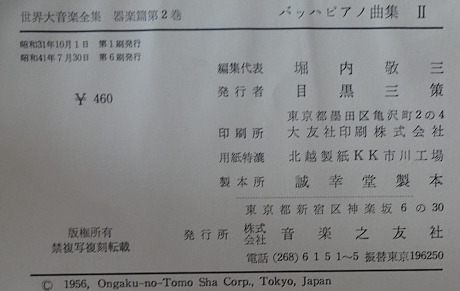 世界大音楽全集 器楽篇第2巻 バッハピアノ曲集 Ⅱ
昭和31年10月1日 第1刷発行
昭和41年7月30日 第6刷発行
¥ 460
編集代表 堀内敬三
発行者 目黒三策
東京都墨田区亀沢町2の4
印刷所 大友社印刷株式会社
用紙特漉 北越製紙KK市川工場
製本所 誠幸堂製本
東京都新宿区神楽坂6の30
版権所有
禁複写複刻転載
発行所 株式会社 音楽之友社
電話 (268) 6151~5 振替東京196250
© 1956, Ongaku-no-Tomo Sha Corp., Tokyo, Japan